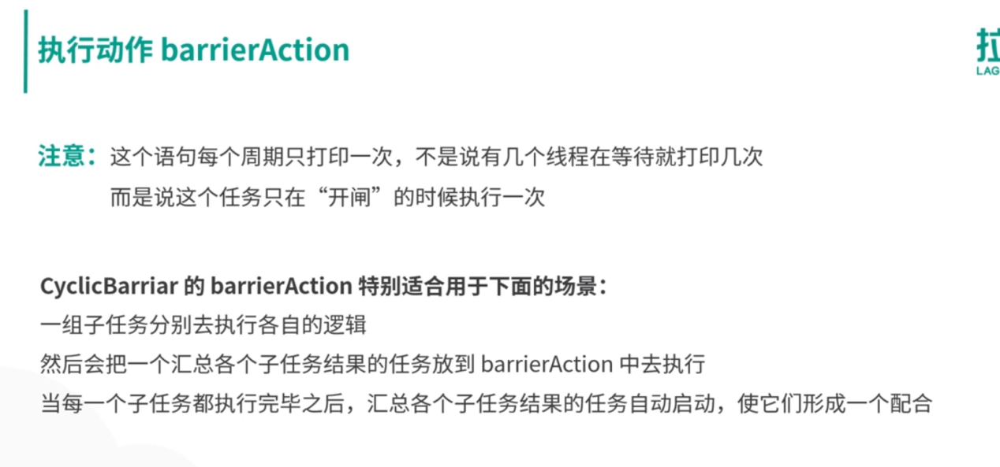 执行动作 barrierAction
拉
LAG
注意：这个语句每个周期只打印一次，不是说有几个线程在等待就打印几次
而是说这个任务只在“开闸”的时候执行一次
CyclicBarriar 的 barrierAction 特别适合用于下面的场景：
一组子任务分别去执行各自的逻辑
然后会把一个汇总各个子任务结果的任务放到 barrierAction 中去执行
当每一个子任务都执行完毕之后，汇总各个子任务结果的任务自动启动，使它们形成一个配合